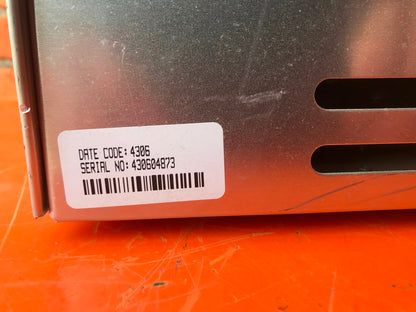 DATE CODE: 4306
SERIAL NO: 430604873